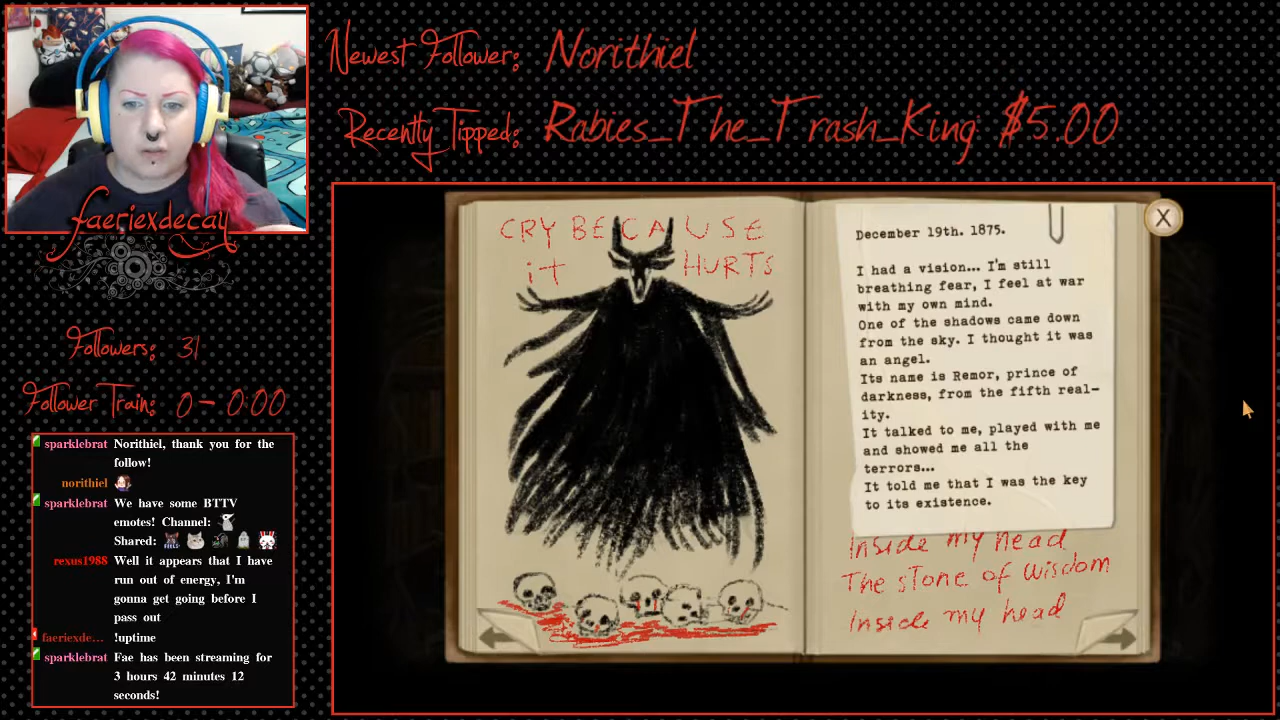 Newest Follower: Norithiel
Recently Tipped: Rabies_The_Trash_King $5.00
faeriexdecay
Followers: 31
Follower Train: 0 - 0:00
sparklebrat Norithiel, thank you for the
follow!
norithiel
sparklebrat We have some BTTV
emotes! Channel:
Shared:
rexus1988 Well it appears that I have
run out of energy, I'm
gonna get going before I
pass out
faeriexde... !uptime
sparklebrat Fae has been streaming for
3 hours 42 minutes 12
seconds!
CRY BECAUSE
it HURTS
X
December 19th. 1875.
I had a vision... I'm still
breathing fear, I feel at war
with my own mind.
One of the shadows came down
from the sky. I thought it was
an angel.
Its name is Remor, prince of
darkness, from the fifth real-
ity.
It talked to me, played with me
and showed me all the
terrors...
It told me that I was the key
to its existence.
Inside my head
The stone of wisdom
Inside my head